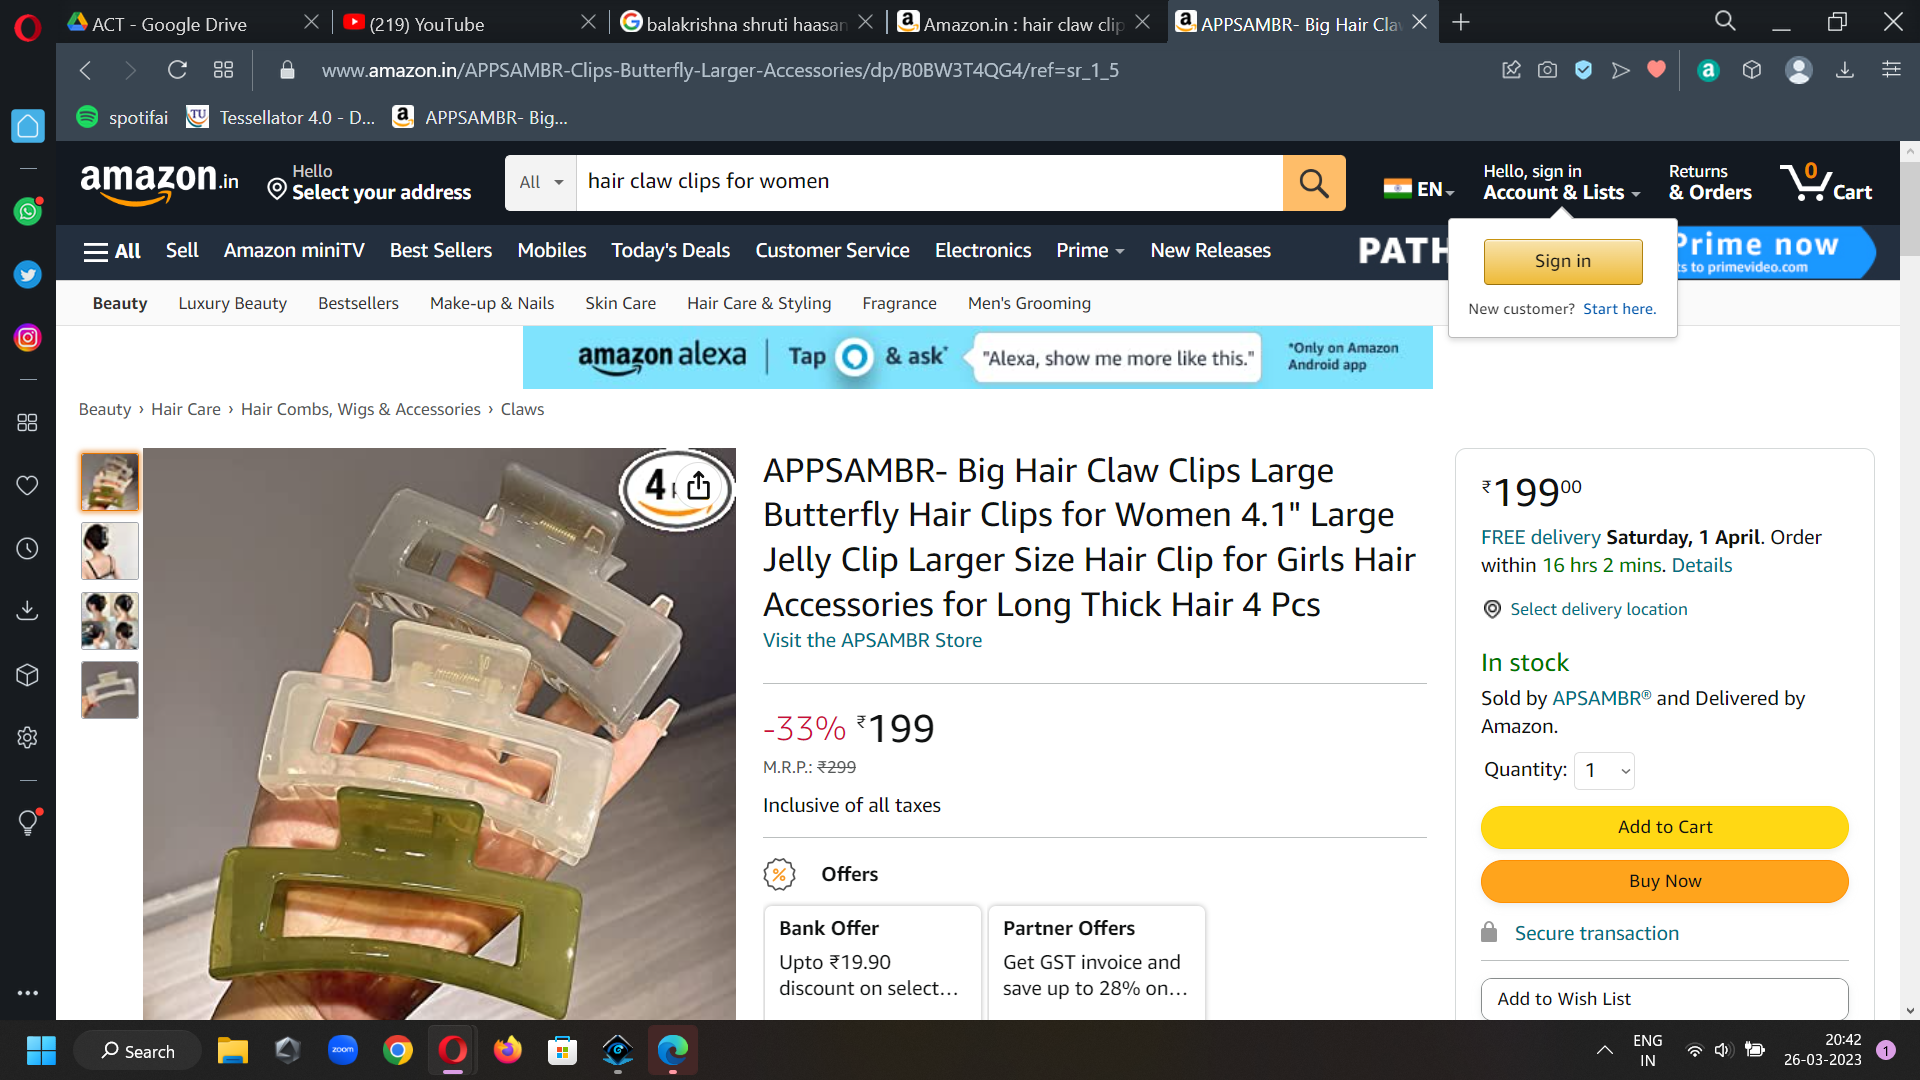 ACT - Google Drive
(219) YouTube
balakrishna shruti haasan
Amazon.in : hair claw clip
APPSAMBR- Big Hair Cla
www.amazon.in/APPSAMBR-Clips-Butterfly-Larger-Accessories/dp/B0BW3T4QG4/ref=sr_1_5
spotifai
TU
Tessellator 4.0 - D...
APPSAMBR- Big...
amazon.in
Hello
Select your address
All
hair claw clips for women
EN
Hello, sign in
Account & Lists
Returns
& Orders
0
Cart
All
Sell
Amazon miniTV
Best Sellers
Mobiles
Today's Deals
Customer Service
Electronics
Prime
New Releases
PATH
Prime now
ts to primevideo.com
Sign in
New customer? Start here.
Beauty
Luxury Beauty
Bestsellers
Make-up & Nails
Skin Care
Hair Care & Styling
Fragrance
Men's Grooming
amazon alexa
Tap & ask*
"Alexa, show me more like this."
*Only on Amazon
Android app
Beauty › Hair Care › Hair Combs, Wigs & Accessories › Claws
4
APPSAMBR- Big Hair Claw Clips Large
Butterfly Hair Clips for Women 4.1" Large
Jelly Clip Larger Size Hair Clip for Girls Hair
Accessories for Long Thick Hair 4 Pcs
Visit the APSAMBR Store
-33% ₹199
M.R.P.: ₹299
Inclusive of all taxes
Offers
Bank Offer
Upto ₹19.90
discount on select...
Partner Offers
Get GST invoice and
save up to 28% on...
₹19900
FREE delivery Saturday, 1 April. Order
within 16 hrs 2 mins. Details
Select delivery location
In stock
Sold by APSAMBR® and Delivered by
Amazon.
Quantity: 1
Add to Cart
Buy Now
Secure transaction
Add to Wish List
Search
zoom
ENG
IN
20:42
26-03-2023
1